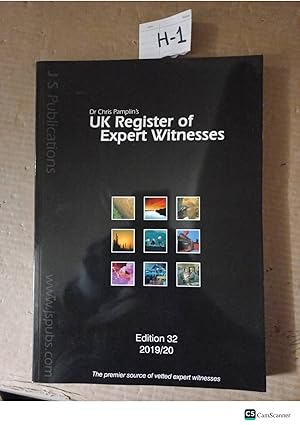 H-1
J S Publications
Dr Chris Pamplin's
UK Register of
Expert Witnesses
www.jspubs.com
Edition 32
2019/20
The premier source of vetted expert witnesses
CS CamScanner